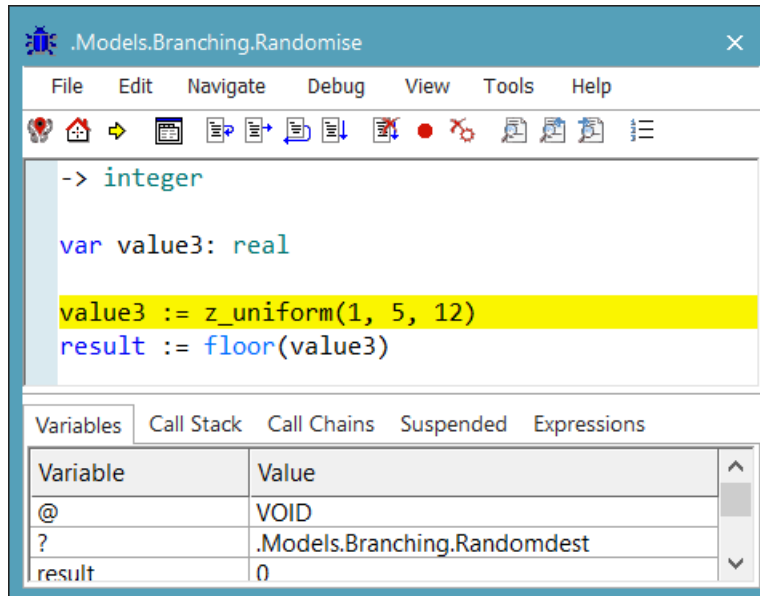 .Models.Branching.Randomise
File Edit Navigate Debug View Tools Help
-> integer
var value3: real
value3 := z_uniform(1, 5, 12)
result := floor(value3)
Variables Call Stack Call Chains Suspended Expressions
Variable Value
@ VOID
? .Models.Branching.Randomdest
result 0